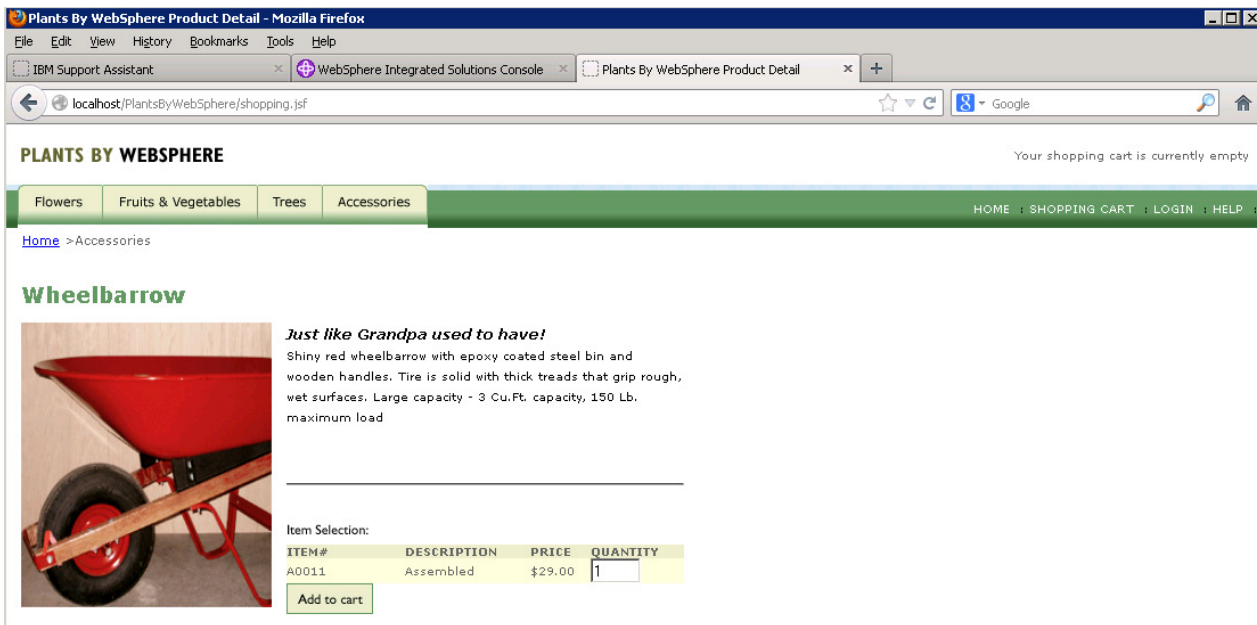 Plants By WebSphere Product Detail - Mozilla Firefox
File Edit View History Bookmarks Tools Help
IBM Support Assistant × WebSphere Integrated Solutions Console × Plants By WebSphere Product Detail × +
localhost/PlantsByWebSphere/shopping.jsf 8 Google
PLANTS BY WEBSPHERE Your shopping cart is currently empty
Flowers Fruits & Vegetables Trees Accessories
HOME : SHOPPING CART : LOGIN : HELP :
Home >Accessories
Wheelbarrow
Just like Grandpa used to have!
Shiny red wheelbarrow with epoxy coated steel bin and
wooden handles. Tire is solid with thick treads that grip rough,
wet surfaces. Large capacity - 3 Cu.Ft. capacity, 150 Lb.
maximum load
Item Selection:
ITEM# DESCRIPTION PRICE QUANTITY
A0011 Assembled $29.00 1
Add to cart